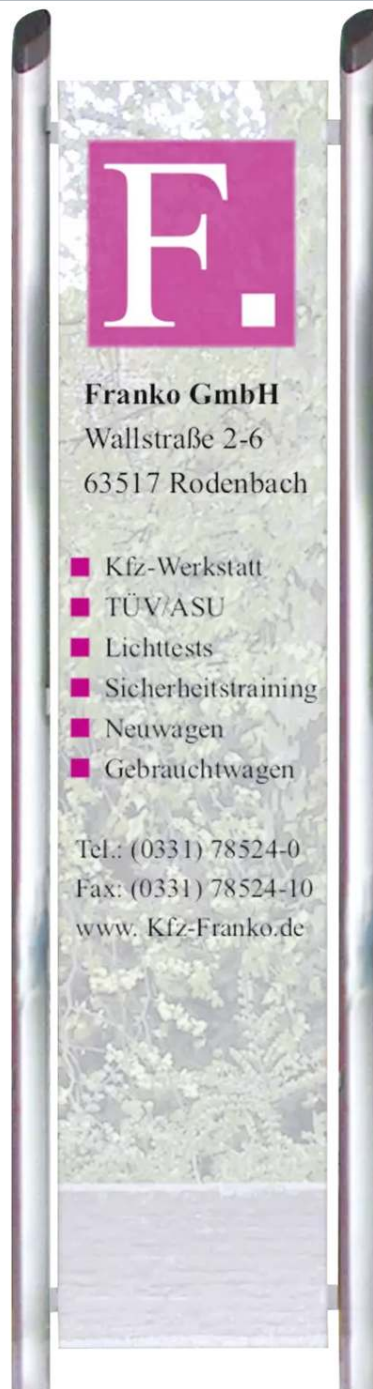 F.
Franko GmbH
Wallstraße 2-6
63517 Rodenbach
Kfz-Werkstatt
TÜV/ASU
Lichttests
Sicherheitstraining
Neuwagen
Gebrauchtwagen
Tel.: (0331) 78524-0
Fax: (0331) 78524-10
www. Kfz-Franko.de